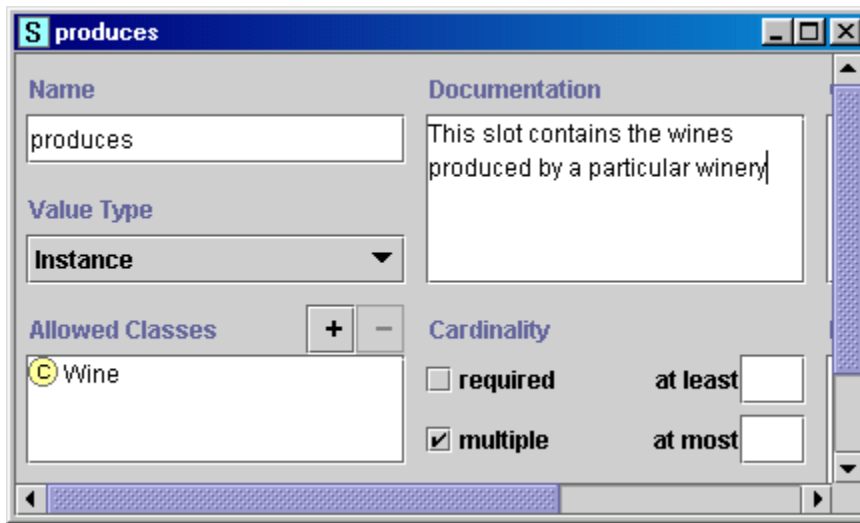 S produces
Name
produces
Documentation
This slot contains the wines
produced by a particular winery
Value Type
Instance
Allowed Classes + −
C Wine
Cardinality
required at least
multiple at most